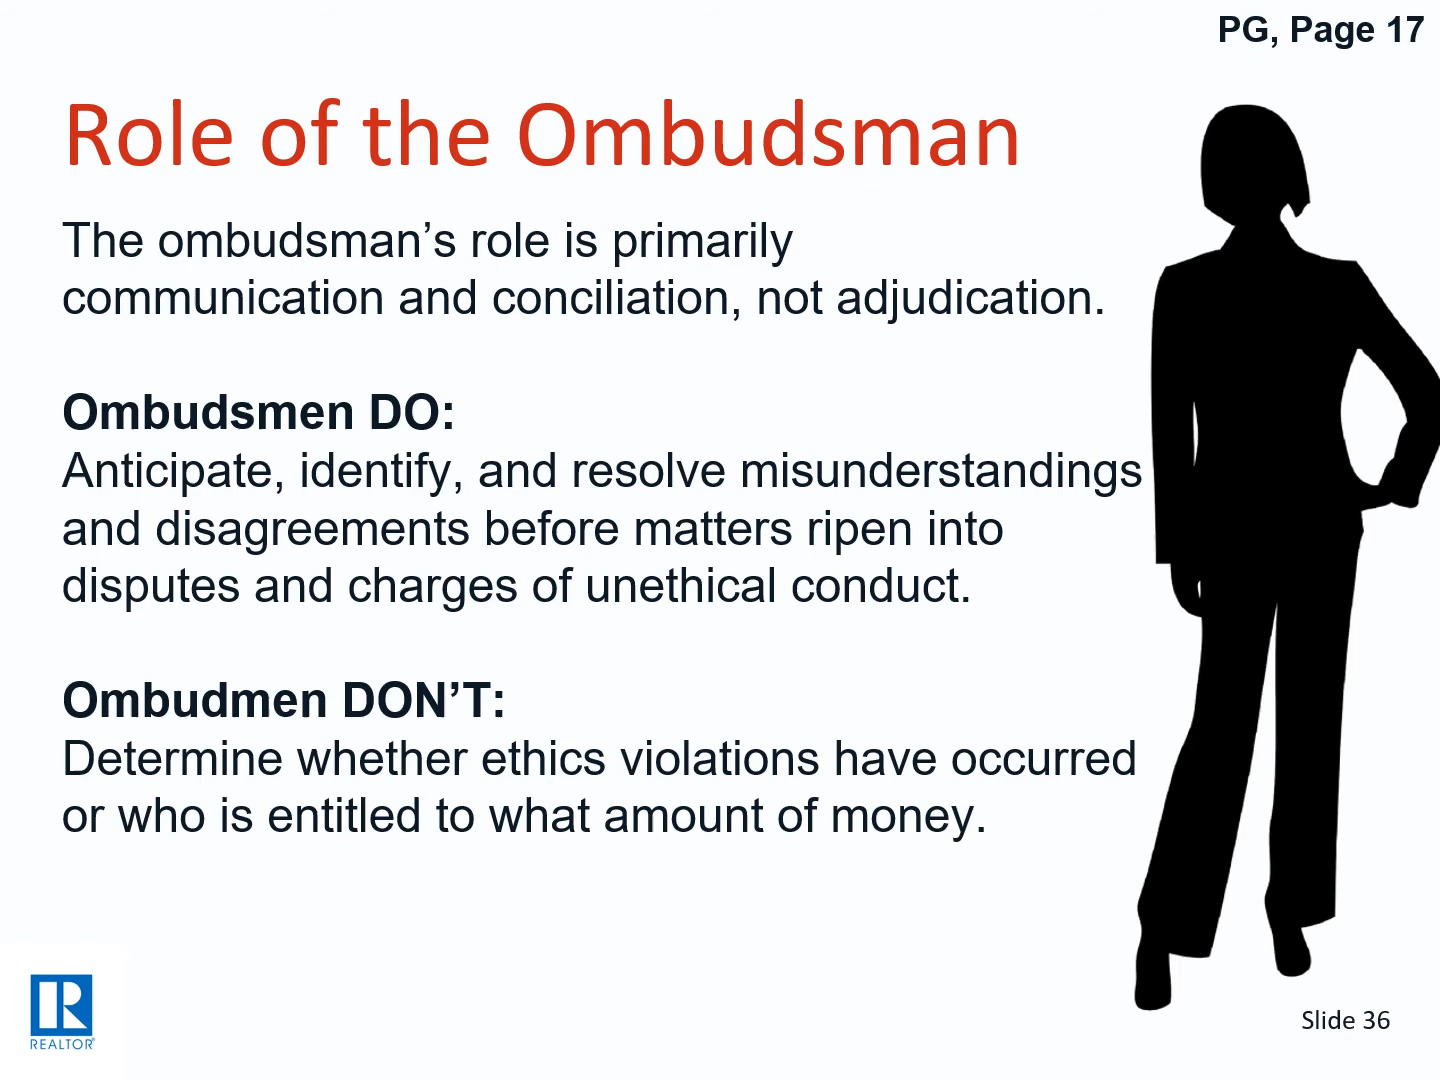 PG, Page 17
Role of the Ombudsman
The ombudsman’s role is primarily
communication and conciliation, not adjudication.
Ombudsmen DO:
Anticipate, identify, and resolve misunderstandings
and disagreements before matters ripen into
disputes and charges of unethical conduct.
Ombudmen DON’T:
Determine whether ethics violations have occurred
or who is entitled to what amount of money.
REALTOR®
Slide 36